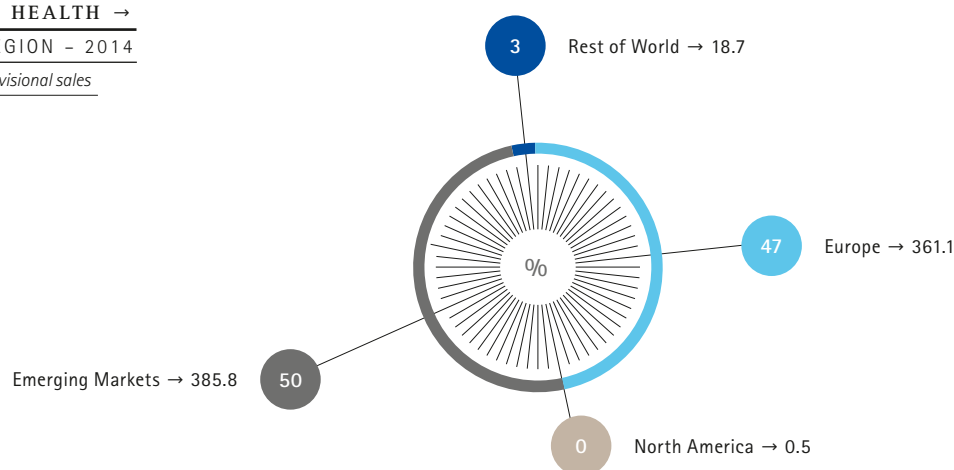 HEALTH →
GION – 2014
visional sales
3
Rest of World → 18.7
47
Europe → 361.1
%
50
Emerging Markets → 385.8
0
North America → 0.5